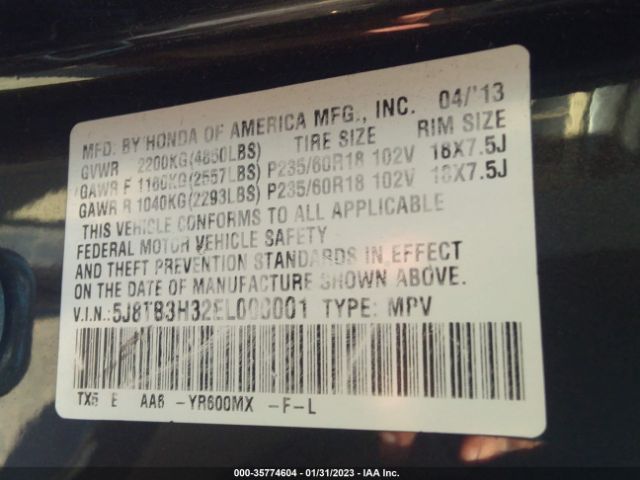 MFD. BY HONDA OF AMERICA MFG., INC. 04/'13
GVWR 2200KG(4850LBS) TIRE SIZE RIM SIZE
GAWR F 1160KG(2557LBS) P235/60R18 102V 18X7.5J
GAWR R 1040KG(2293LBS) P235/60R18 102V 18X7.5J
THIS VEHICLE CONFORMS TO ALL APPLICABLE
FEDERAL MOTOR VEHICLE SAFETY
AND THEFT PREVENTION STANDARDS IN EFFECT
ON THE DATE OF MANUFACTURE SHOWN ABOVE.
V.I.N.: 5J8TB3H32EL000001 TYPE: MPV
TX5 E AA6 -YR600MX -F-L
000-35774604 - 01/31/2023 - IAA Inc.